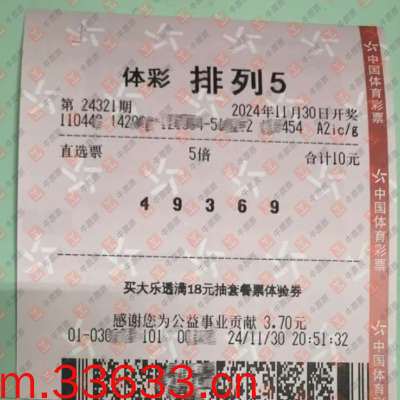 体彩 排列5
第 24321期 2024年11月30日开奖
454 A2ic/g
直选票 5倍 合计10元
4 9 3 6 9
买大乐透满18元抽套餐票体验券
感谢您为公益事业贡献 3.70元
101 24/11/30 20:51:32
中国体育彩票
中国体育彩票
中国体育彩票
m.33633.cn